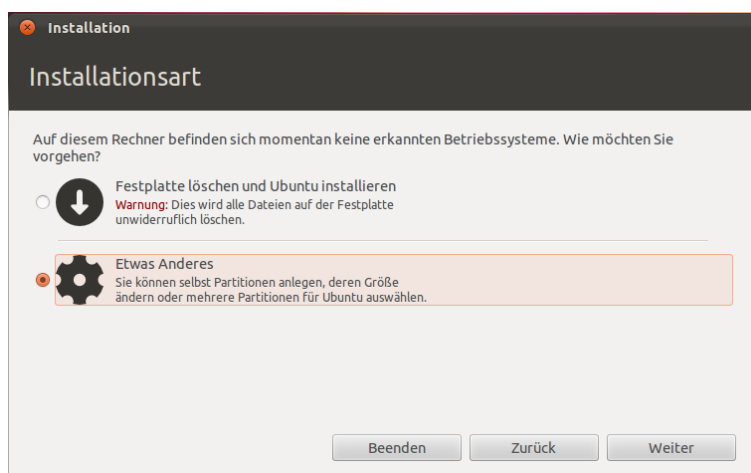 Installation
Installationsart
Auf diesem Rechner befinden sich momentan keine erkannten Betriebssysteme. Wie möchten Sie
vorgehen?
Festplatte löschen und Ubuntu installieren
Warnung: Dies wird alle Dateien auf der Festplatte
unwiderruflich löschen.
Etwas Anderes
Sie können selbst Partitionen anlegen, deren Größe
ändern oder mehrere Partitionen für Ubuntu auswählen.
Beenden
Zurück
Weiter